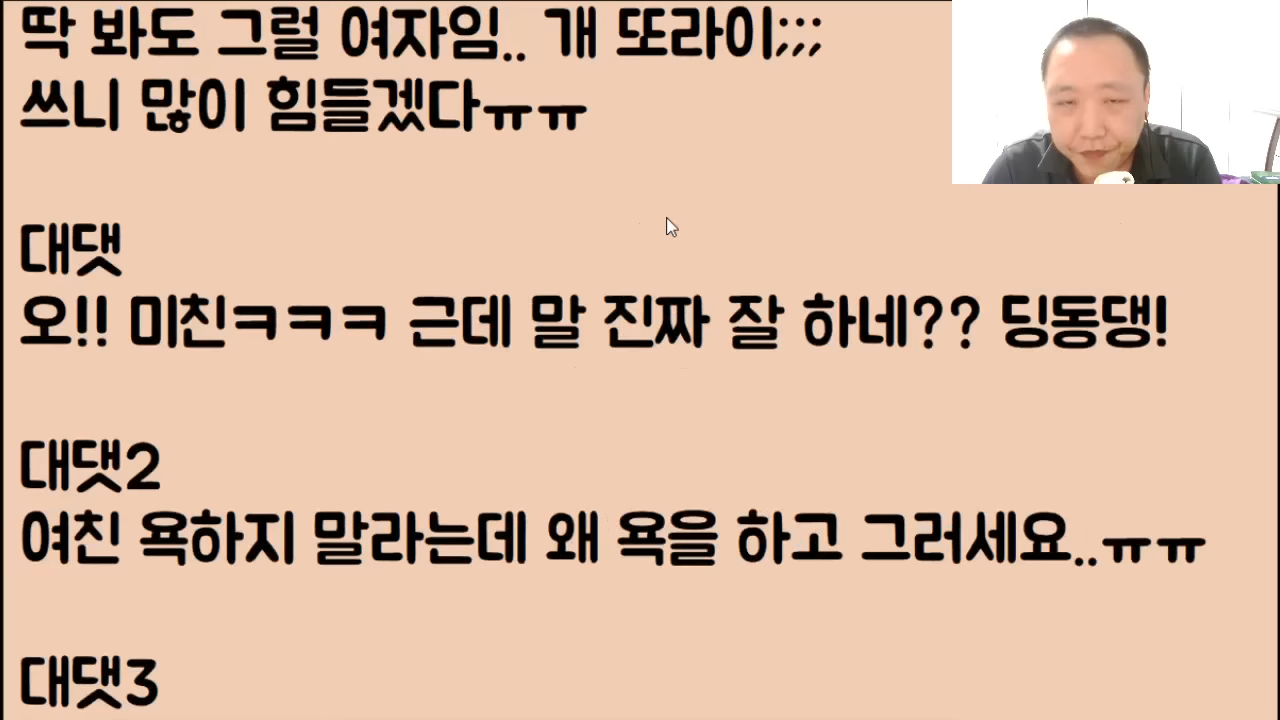 딱 봐도 그럴 여자임.. 개 또라이;;;
쓰니 많이 힘들겠다ㅠㅠ
대댓
오!! 미친ㅋㅋㅋ 근데 말 진짜 잘 하네?? 딩동댕!
대댓2
여친 욕하지 말라는데 왜 욕을 하고 그러세요..ㅠㅠ
대댓3